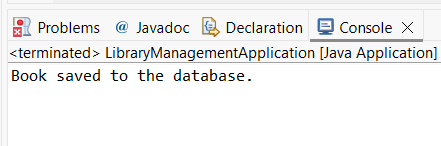 Problems @ Javadoc Declaration Console
<terminated> LibraryManagementApplication [Java Application]
Book saved to the database.